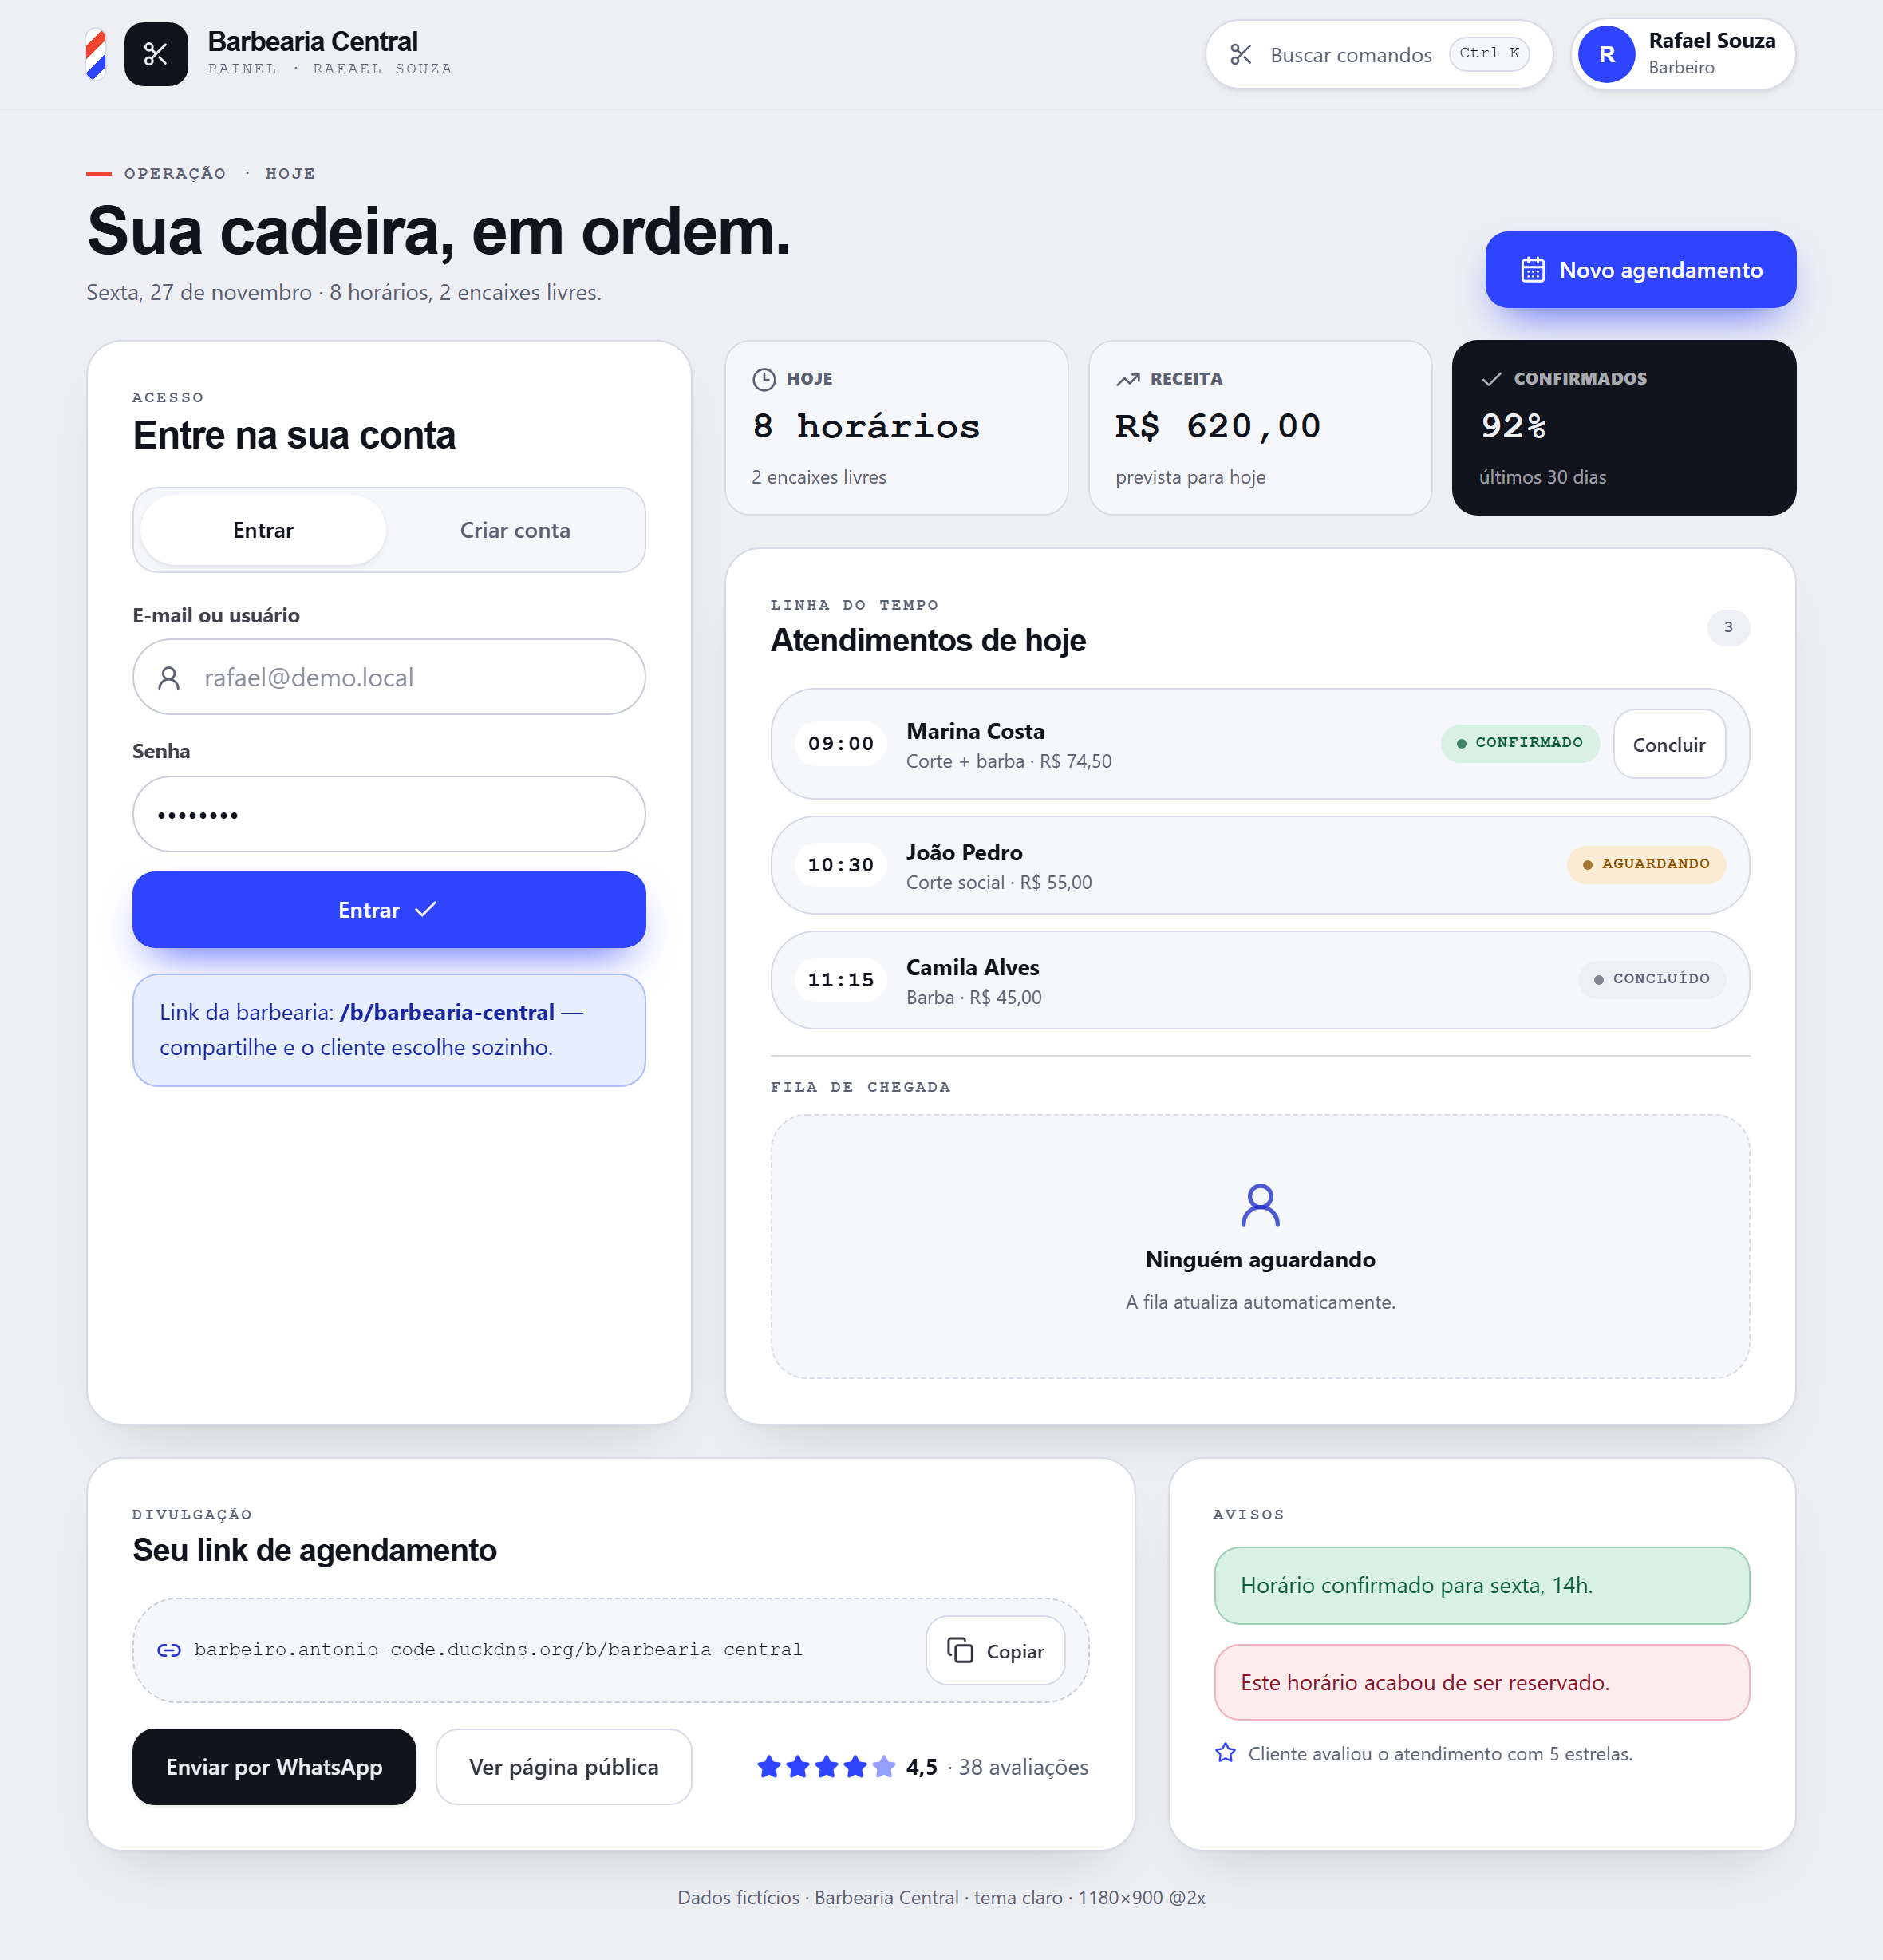 Barbearia Central
PAINEL · RAFAEL SOUZA
Buscar comandos Ctrl K
R
Rafael Souza
Barbeiro
OPERAÇÃO · HOJE
Sua cadeira, em ordem.
Sexta, 27 de novembro · 8 horários, 2 encaixes livres.
Novo agendamento
ACESSO
Entre na sua conta
Entrar
Criar conta
E-mail ou usuário
rafael@demo.local
Senha
••••••••
Entrar
Link da barbearia: /b/barbearia-central —
compartilhe e o cliente escolhe sozinho.
HOJE
8 horários
2 encaixes livres
RECEITA
R$ 620,00
prevista para hoje
CONFIRMADOS
92%
últimos 30 dias
LINHA DO TEMPO
Atendimentos de hoje
3
09:00
Marina Costa
Corte + barba · R$ 74,50
CONFIRMADO
Concluir
10:30
João Pedro
Corte social · R$ 55,00
AGUARDANDO
11:15
Camila Alves
Barba · R$ 45,00
CONCLUÍDO
FILA DE CHEGADA
Ninguém aguardando
A fila atualiza automaticamente.
DIVULGAÇÃO
Seu link de agendamento
barbeiro.antonio-code.duckdns.org/b/barbearia-central
Copiar
Enviar por WhatsApp
Ver página pública
4,5 · 38 avaliações
AVISOS
Horário confirmado para sexta, 14h.
Este horário acabou de ser reservado.
Cliente avaliou o atendimento com 5 estrelas.
Dados fictícios · Barbearia Central · tema claro · 1180×900 @2x